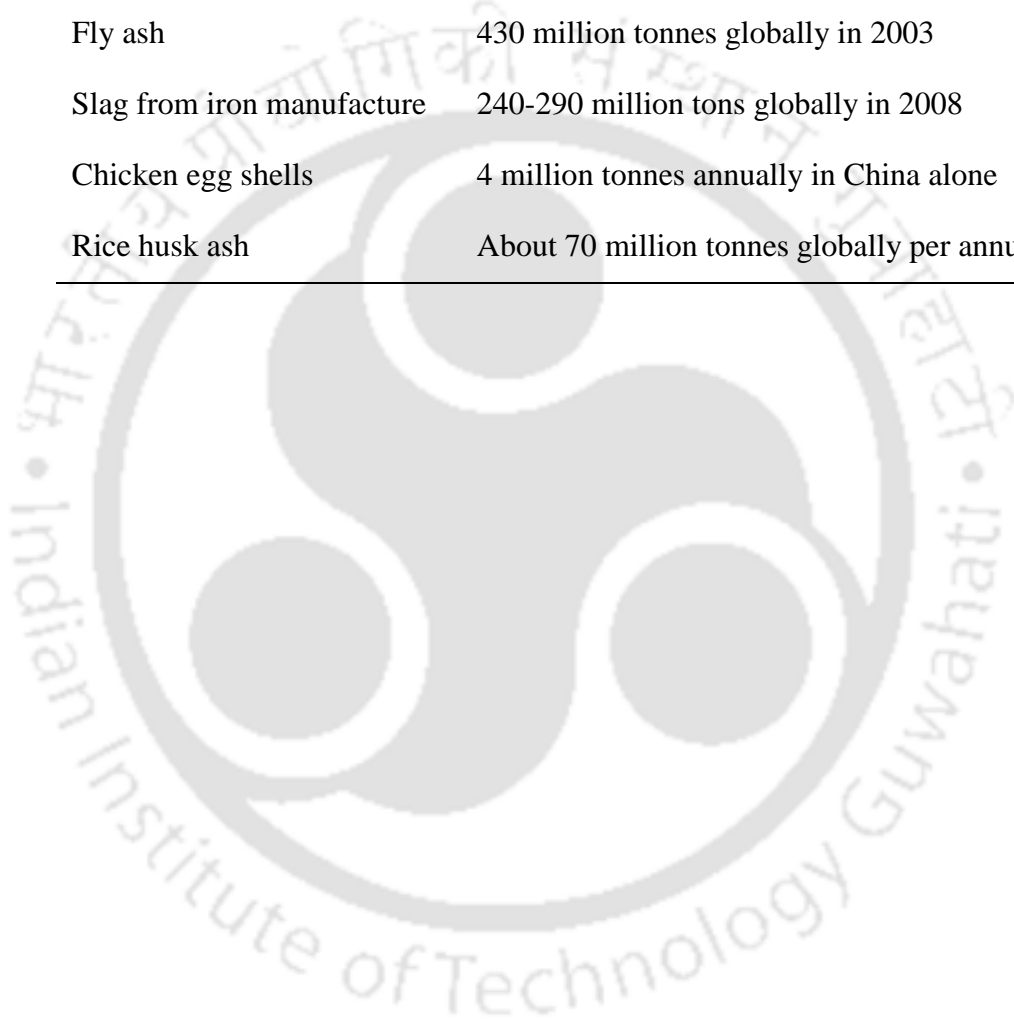 Fly ash 430 million tonnes globally in 2003
Slag from iron manufacture 240-290 million tons globally in 2008
Chicken egg shells 4 million tonnes annually in China alone
Rice husk ash About 70 million tonnes globally per annu
Indian Institute of Technology Guwahati